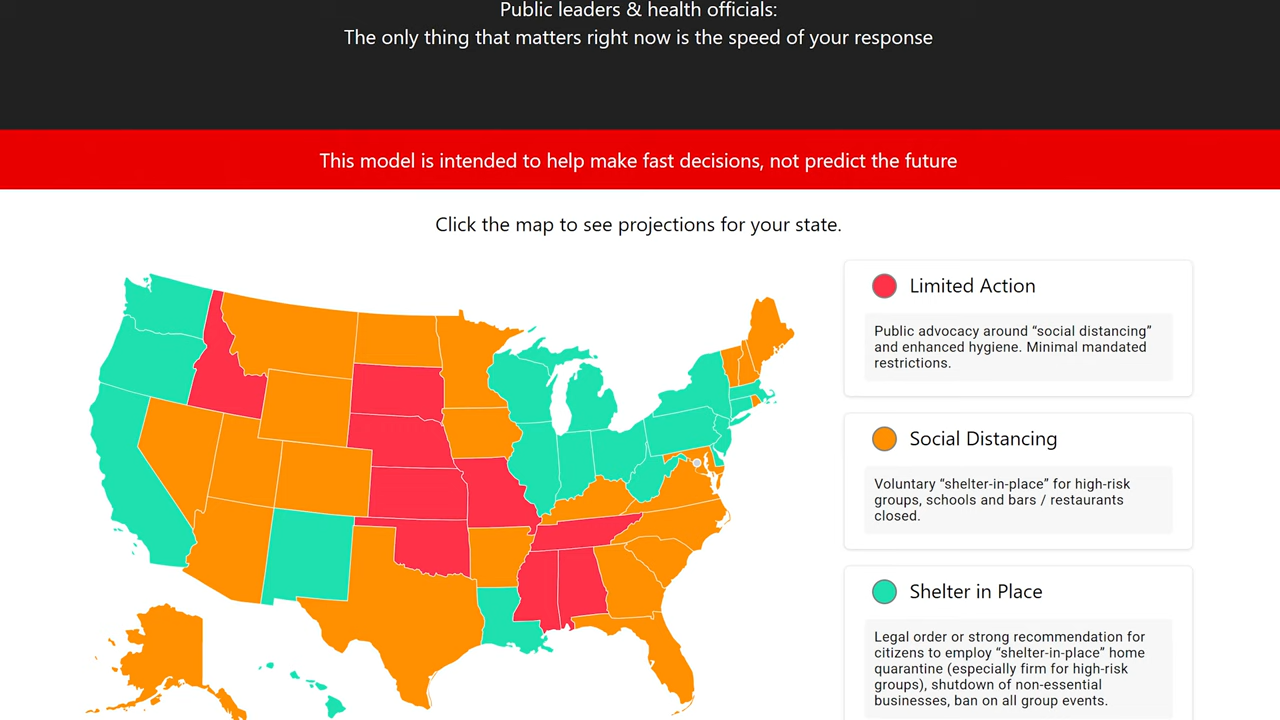 Public leaders & health officials:
The only thing that matters right now is the speed of your response
This model is intended to help make fast decisions, not predict the future
Click the map to see projections for your state.
Limited Action
Public advocacy around “social distancing”
and enhanced hygiene. Minimal mandated
restrictions.
Social Distancing
Voluntary “shelter-in-place” for high-risk
groups, schools and bars / restaurants
closed.
Shelter in Place
Legal order or strong recommendation for
citizens to employ “shelter-in-place” home
quarantine (especially firm for high-risk
groups), shutdown of non-essential
businesses, ban on all group events.